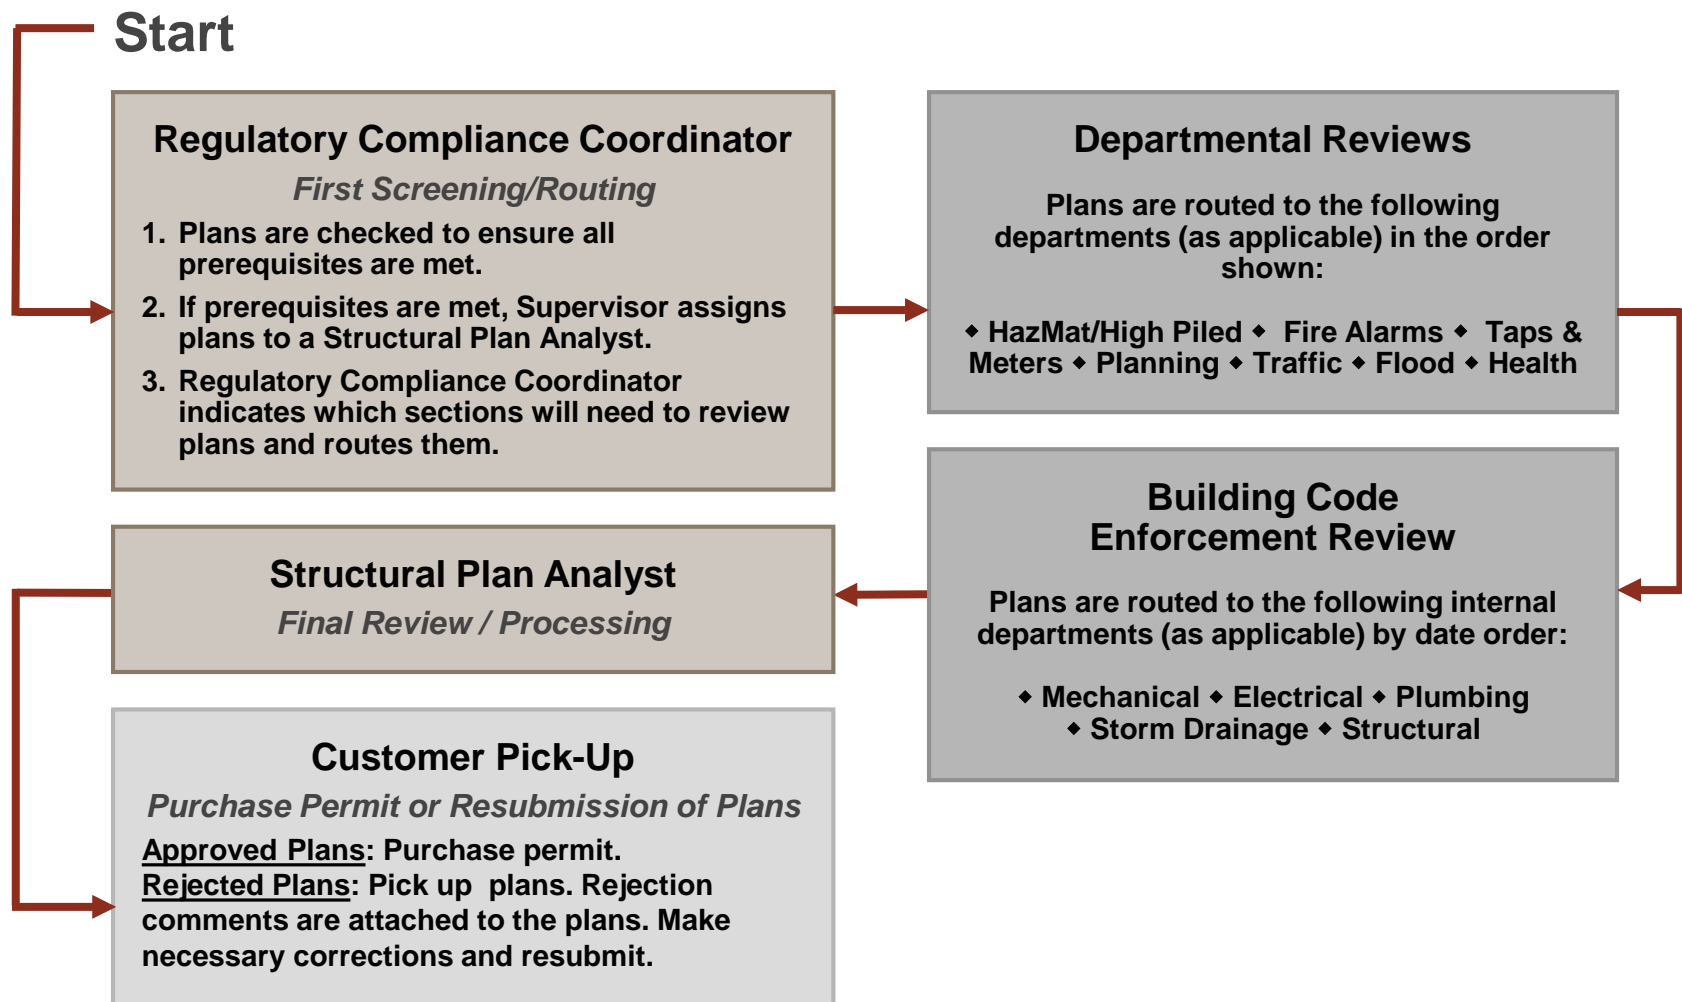 Start
Regulatory Compliance Coordinator
First Screening/Routing
1. Plans are checked to ensure all
prerequisites are met.
2. If prerequisites are met, Supervisor assigns
plans to a Structural Plan Analyst.
3. Regulatory Compliance Coordinator
indicates which sections will need to review
plans and routes them.
Departmental Reviews
Plans are routed to the following
departments (as applicable) in the order
shown:
◆ HazMat/High Piled ◆ Fire Alarms ◆ Taps &
Meters ◆ Planning ◆ Traffic ◆ Flood ◆ Health
Building Code
Enforcement Review
Plans are routed to the following internal
departments (as applicable) by date order:
◆ Mechanical ◆ Electrical ◆ Plumbing
◆ Storm Drainage ◆ Structural
Structural Plan Analyst
Final Review / Processing
Customer Pick-Up
Purchase Permit or Resubmission of Plans
Approved Plans: Purchase permit.
Rejected Plans: Pick up plans. Rejection
comments are attached to the plans. Make
necessary corrections and resubmit.